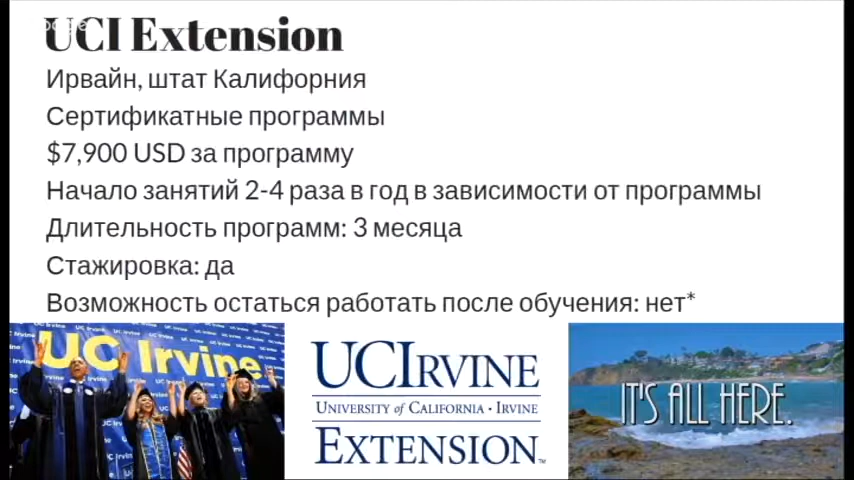 UCI Extension
Ирвайн, штат Калифорния
Сертификатные программы
$7,900 USD за программу
Начало занятий 2-4 раза в год в зависимости от программы
Длительность программ: 3 месяца
Стажировка: да
Возможность остаться работать после обучения: нет*
UC Irvine
UCIRVINE
UNIVERSITY of CALIFORNIA • IRVINE
EXTENSION™
IT'S ALL HERE.